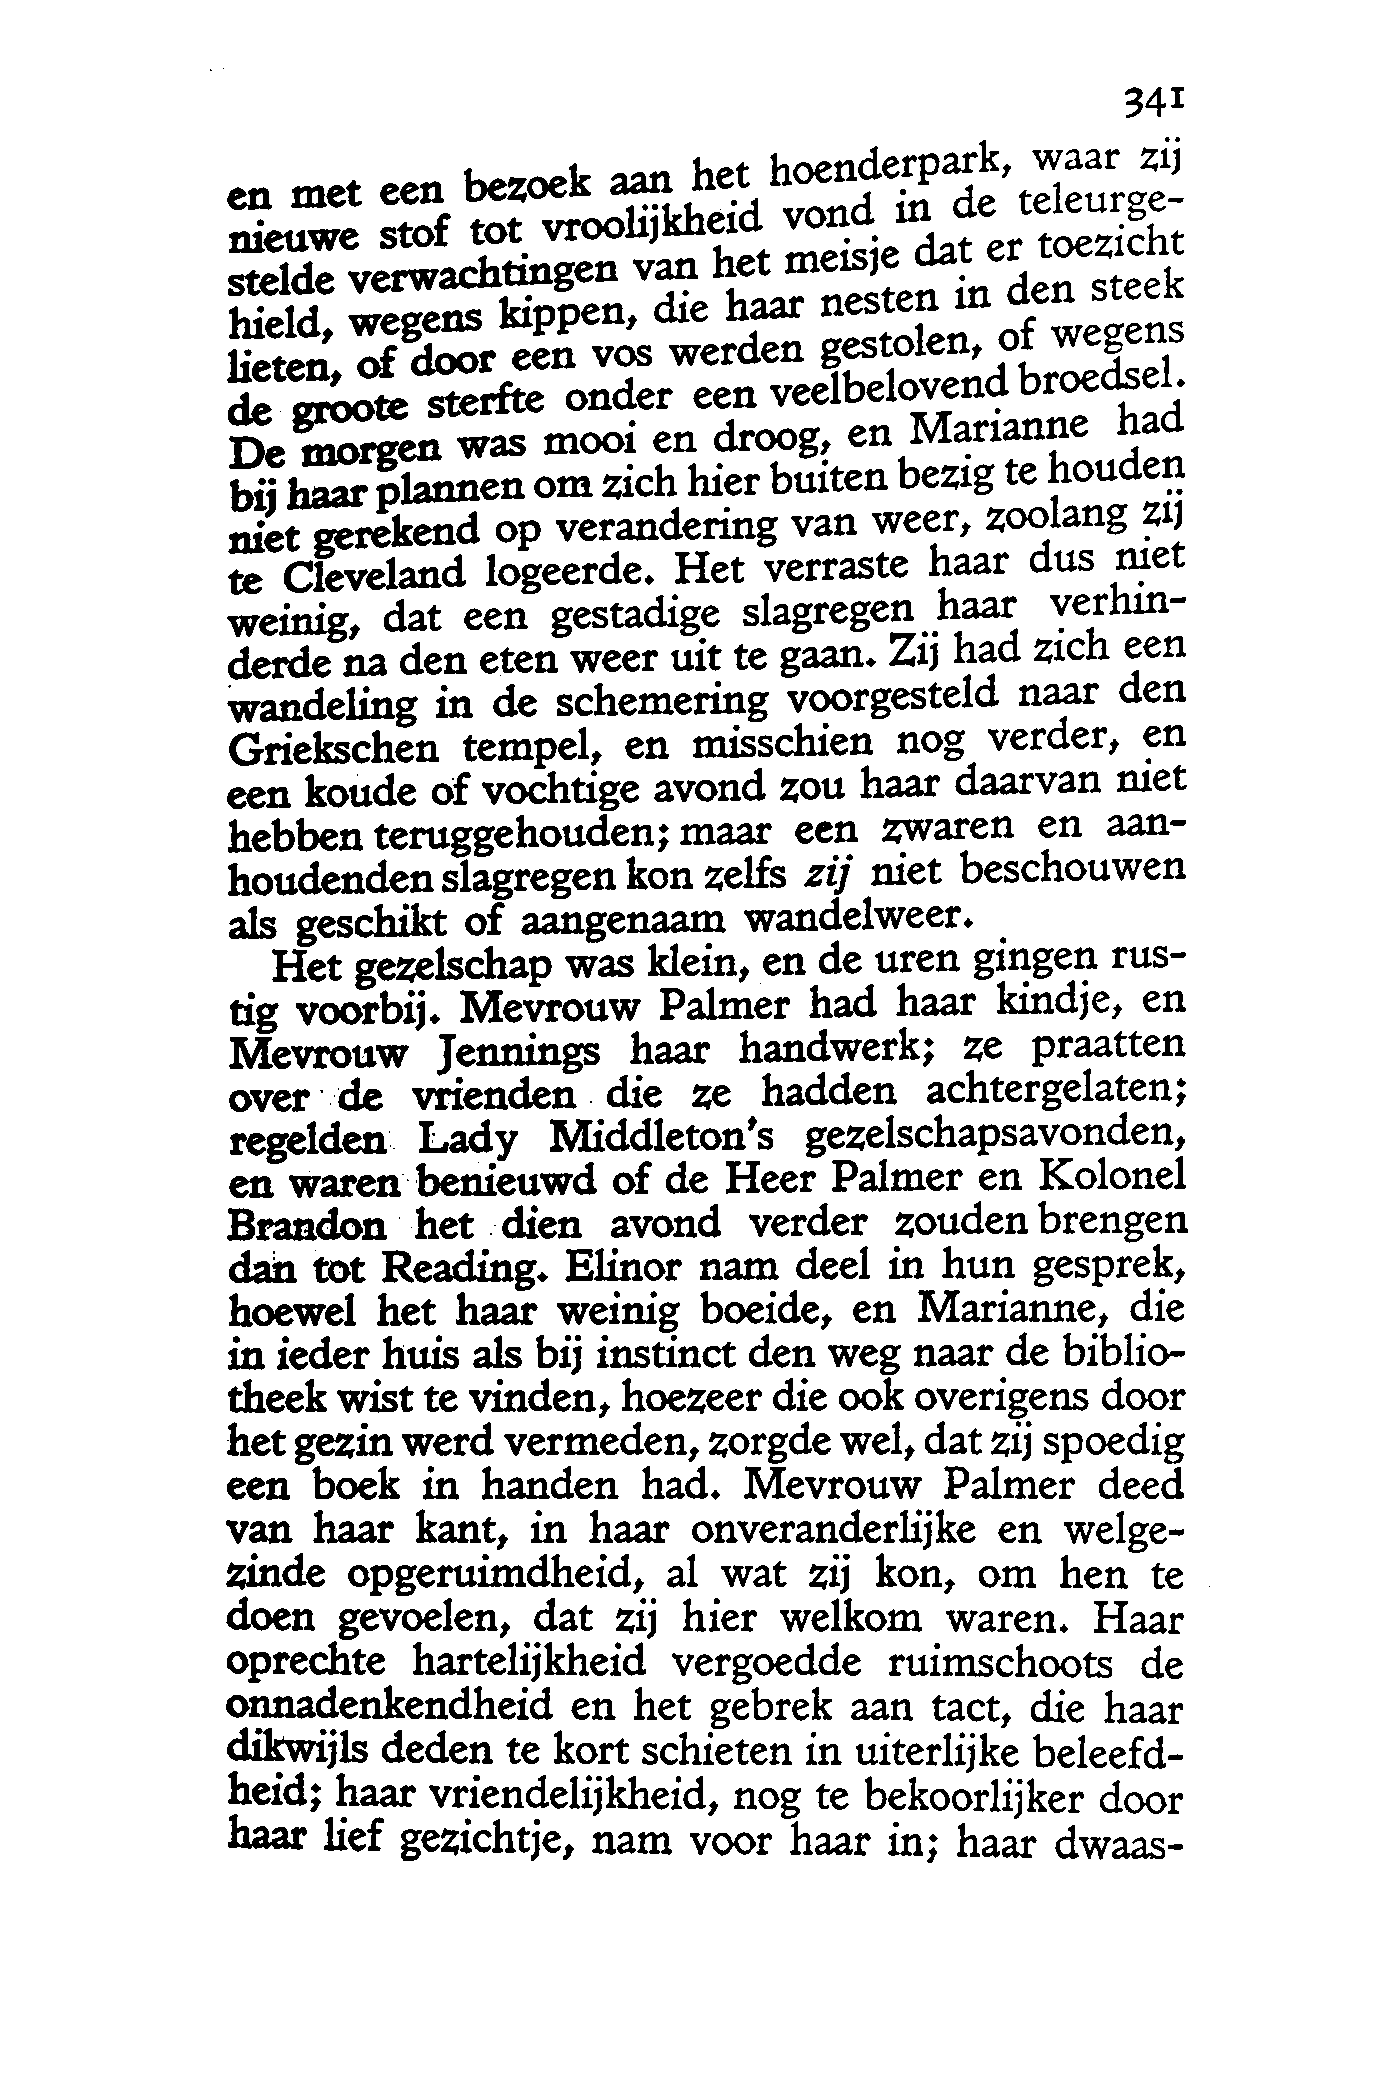 341
en met een bezoek aan het hoenderpark, waar zij
nieuwe stof tot vroolijkheid vond in de teleurge-
stelde verwachtingen van het meisje dat er toezicht
hield, wegens kippen, die haar nesten in den steek
lieten, of door een vos werden gestolen, of wegens
de groote sterfte onder een veelbelovend broedsel.
De morgen was mooi en droog, en Marianne had
bij haar plannen om zich hier buiten bezig te houden
niet gerekend op verandering van weer, zoolang zij
te Cleveland logeerde. Het verraste haar dus niet
weinig, dat een gestadige slagregen haar verhin-
derde na den eten weer uit te gaan. Zij had zich een
wandeling in de schemering voorgesteld naar den
Griekschen tempel, en misschien nog verder, en
een koude of vochtige avond zou haar daarvan niet
hebben teruggehouden; maar een zwaren en aan-
houdenden slagregen kon zelfs zij niet beschouwen
als geschikt of aangenaam wandelweer.
Het gezelschap was klein, en de uren gingen rus-
tig voorbij. Mevrouw Palmer had haar kindje, en
Mevrouw Jennings haar handwerk; ze praatten
over de vrienden die ze hadden achtergelaten;
regelden Lady Middleton's gezelschapsavonden,
en waren benieuwd of de Heer Palmer en Kolonel
Brandon het dien avond verder zouden brengen
dan tot Reading. Elinor nam deel in hun gesprek,
hoewel het haar weinig boeide, en Marianne, die
in ieder huis als bij instinct den weg naar de biblio-
theek wist te vinden, hoezeer die ook overigens door
het gezin werd vermeden, zorgde wel, dat zij spoedig
een boek in handen had. Mevrouw Palmer deed
van haar kant, in haar onveranderlijke en welge-
zinde opgeruimdheid, al wat zij kon, om hen te
doen gevoelen, dat zij hier welkom waren. Haar
oprechte hartelijkheid vergoedde ruimschoots de
onnadenkendheid en het gebrek aan tact, die haar
dikwijls deden te kort schieten in uiterlijke beleefd-
heid; haar vriendelijkheid, nog te bekoorlijker door
haar lief gezichtje, nam voor haar in; haar dwaas-